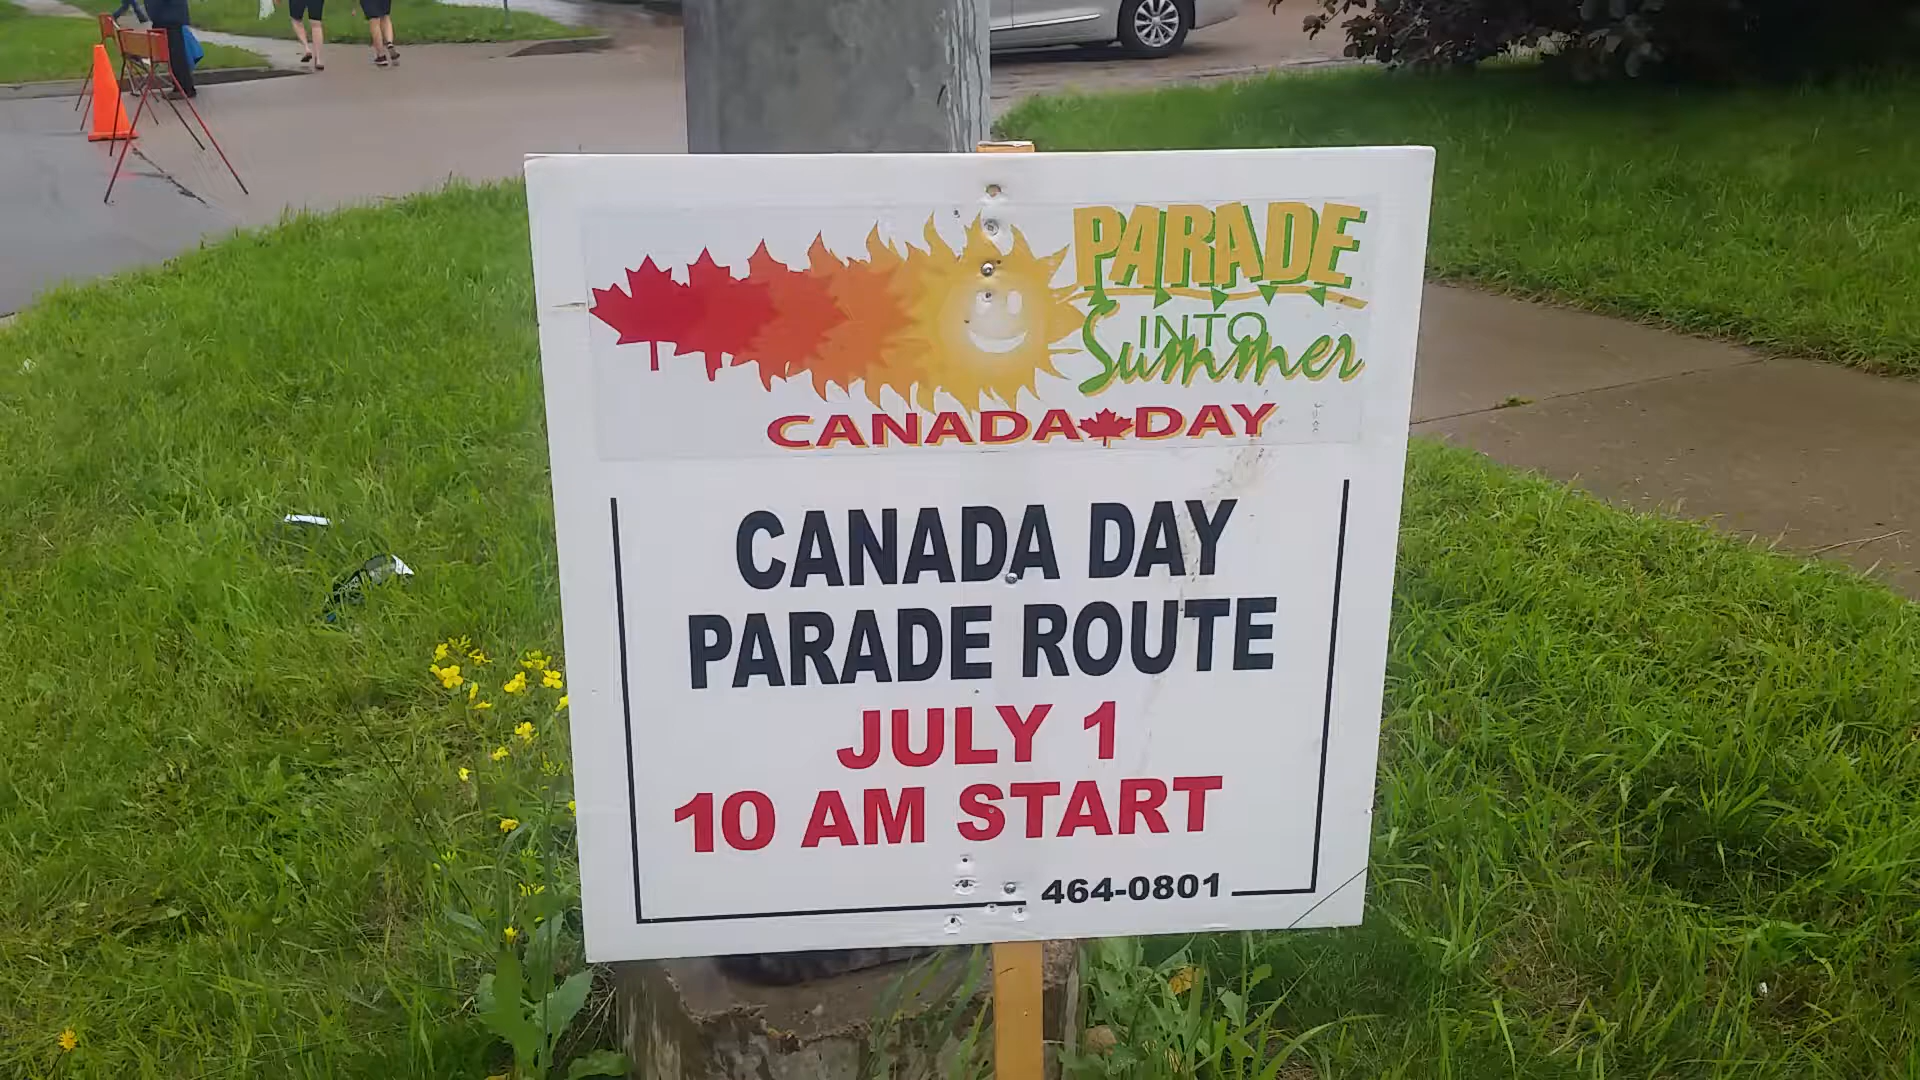 PARADE
INTO
Summer
CANADA DAY
CANADA DAY
PARADE ROUTE
JULY 1
10 AM START
464-0801